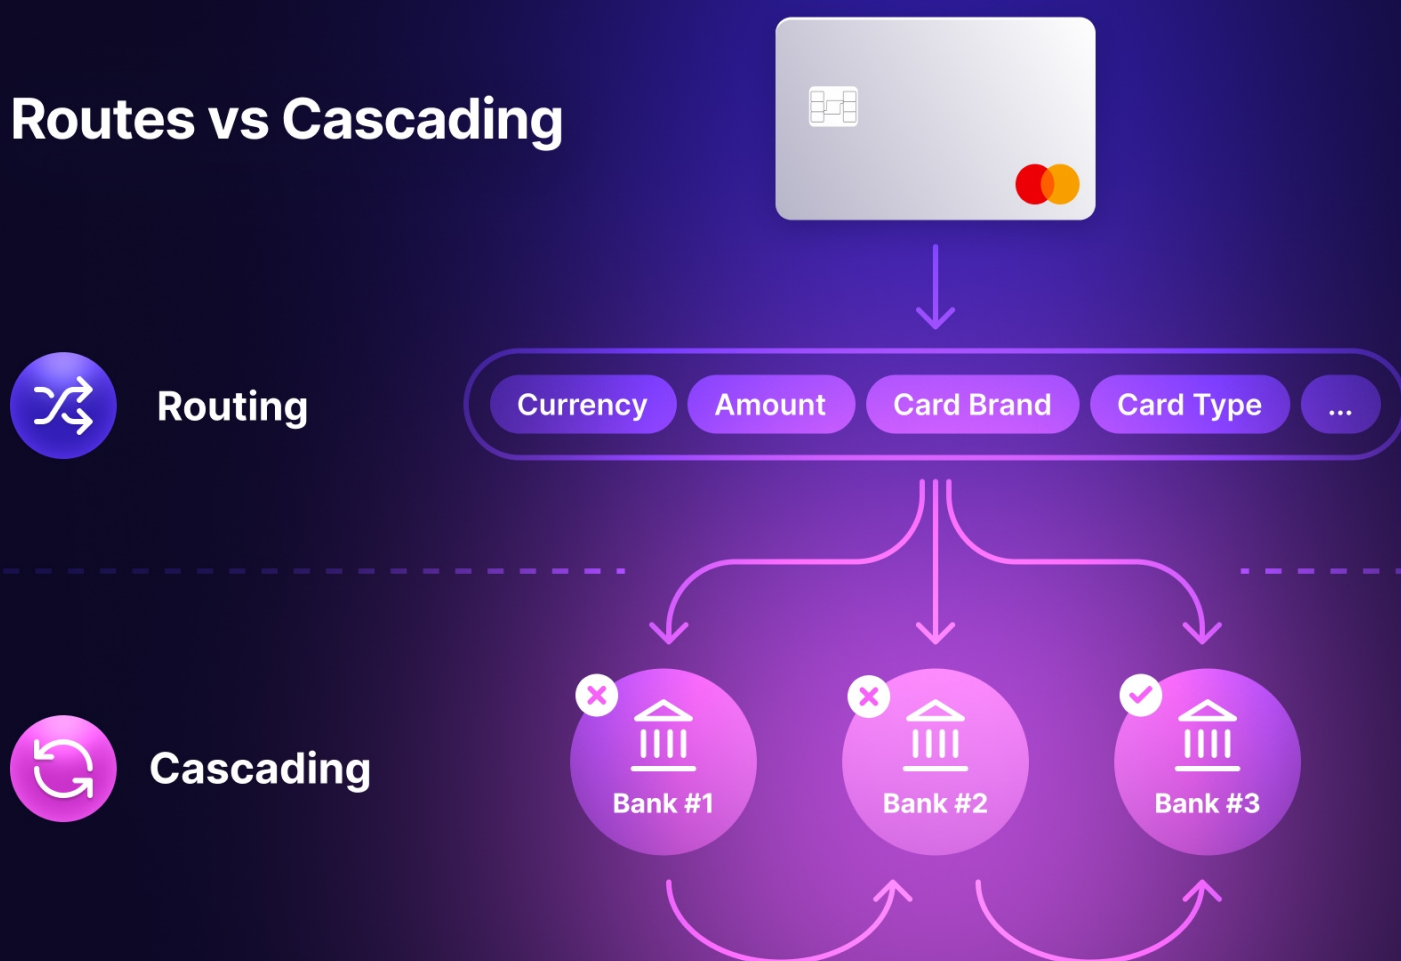 Routes vs Cascading
Routing
Currency
Amount
Card Brand
Card Type
...
Cascading
Bank #1
Bank #2
Bank #3